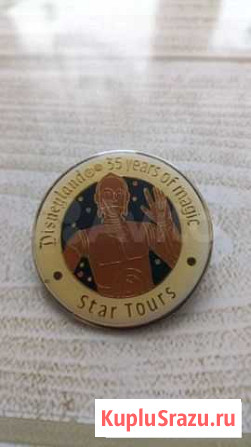 Disneyland® 35 years of magic
Star Tours
KupluSrazu.ru